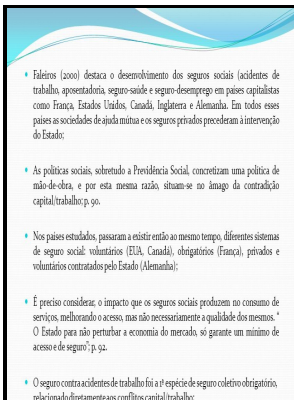 Faleiros (2000) destaca o desenvolvimento dos seguros sociais (acidentes de
trabalho, aposentadoria, seguro-saúde e seguro-desemprego em países capitalistas
como França, Estados Unidos, Canadá, Inglaterra e Alemanha. Em todos esses
países as sociedades de ajuda mútua e os seguros privados precederam à intervenção
do Estado;
As políticas sociais, sobretudo a Previdência Social, concretizam uma política de
mão-de-obra, e por esta mesma razão, situam-se no âmago da contradição
capital/trabalho; p. 90.
Nos países estudados, passaram a existir então ao mesmo tempo, diferentes sistemas
de seguro social: voluntários (EUA, Canadá), obrigatórios (França), privados e
voluntários contratados pelo Estado (Alemanha);
É preciso considerar, o impacto que os seguros sociais produzem no consumo de
serviços, melhorando o acesso, mas não necessariamente a qualidade dos mesmos. “
O Estado para não perturbar a economia do mercado, só garante um mínimo de
acesso e de seguro”; p. 92.
O seguro contra acidentes de trabalho foi a 1ª espécie de seguro coletivo obrigatório,
relacionado diretamente aos conflitos capital/trabalho;